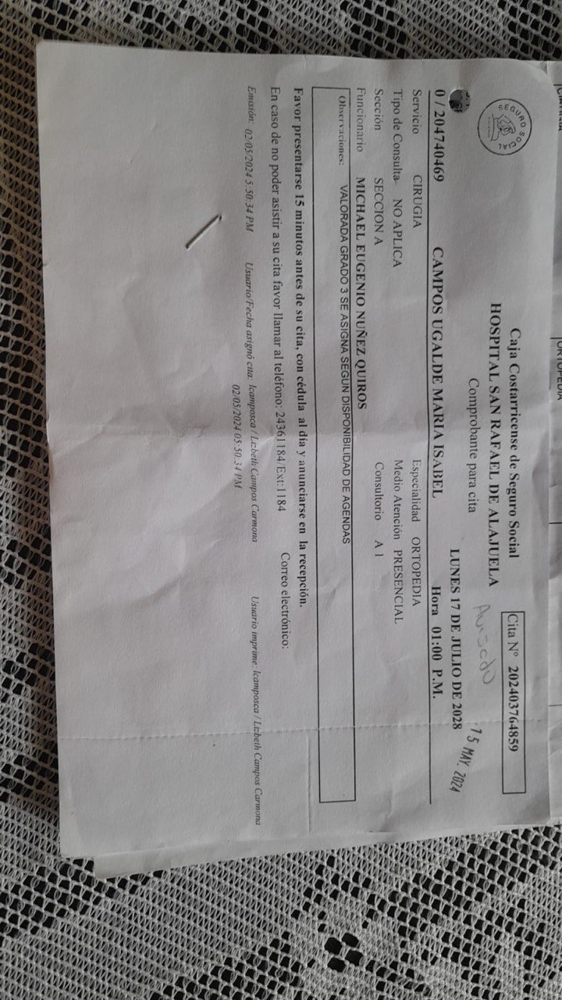 SEGURO SOCIAL
Caja Costarricense de Seguro Social
HOSPITAL SAN RAFAEL DE ALAJUELA
Comprobante para cita
Cita N° 202403764859
15 MAY. 2024
LUNES 17 DE JULIO DE 2028
0 / 204740469 CAMPOS UGALDE MARIA ISABEL Hora 01:00 P.M.
Servicio CIRUGIA Especialidad ORTOPEDIA
Tipo de Consulta NO APLICA Medio Atención PRESENCIAL
Sección SECCION A Consultorio A 1
Funcionario MICHAEL EUGENIO NUÑEZ QUIROS
Observaciones: VALORADA GRADO 3 SE ASIGNA SEGUN DISPONIBILIDAD DE AGENDAS
Favor presentarse 15 minutos antes de su cita, con cédula al día y anunciarse en la recepción.
En caso de no poder asistir a su cita favor llamar al teléfono: 24361184/Ext:1184 Correo electrónico:
Emisión: 02/05/2024 5:50:34 PM Usuario/Fecha asignó cita: lcamposca / Lizbeth Campos Carmona Usuario imprime: lcamposca / Lizbeth Campos Carmona
02/05/2024 05:50:34 PM
ORTOPEDIA